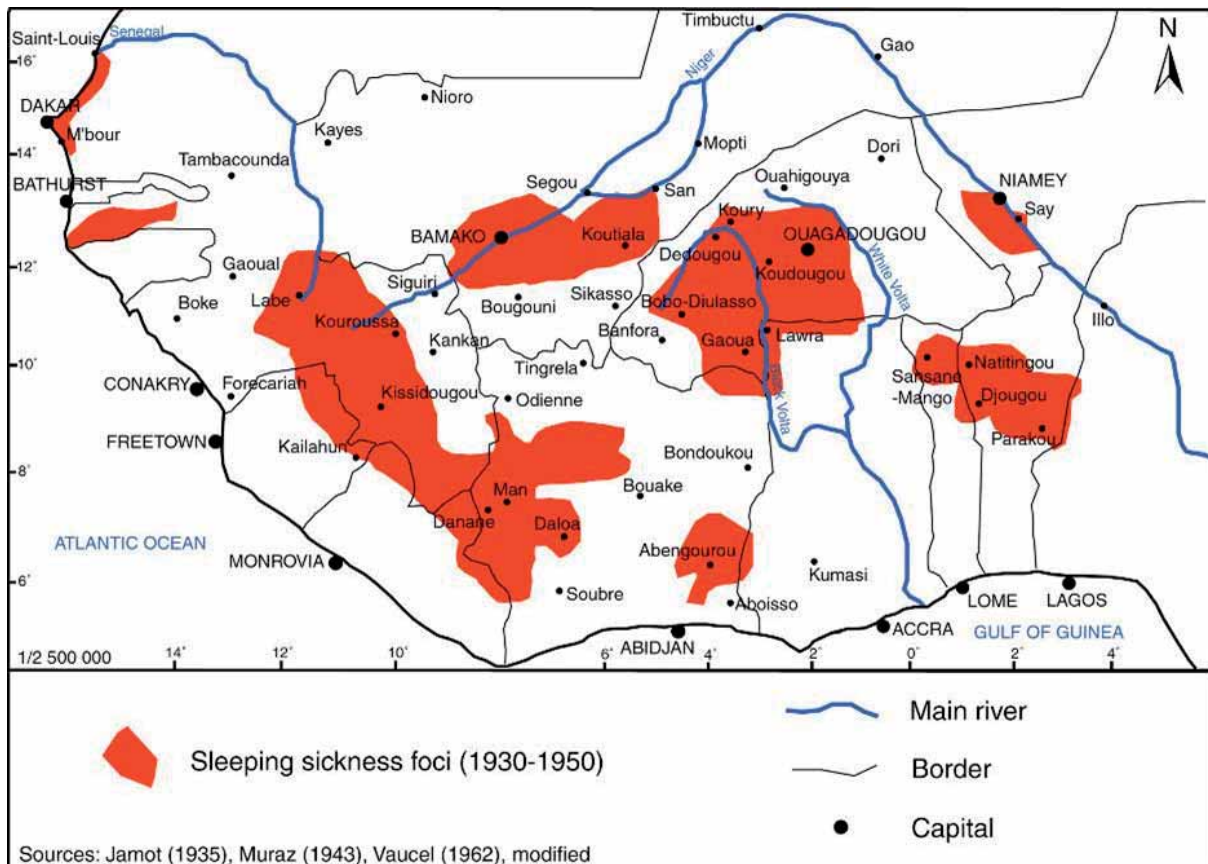 Timbuctu
Saint-Louis
Senegal
Gao
N
16°
Niger
Nioro
DAKAR
M'bour
Kayes
Mopti
Dori
14°
Tambacounda
BATHURST
Segou
San
Ouahigouya
NIAMEY
Koury
Say
BAMAKO
Koutiala
OUAGADOUGOU
Dedougou
White Volta
12°
Gaoual
Koudougou
Labe
Siguiri
Bougouni
Sikasso
Bobo-Diulasso
Boke
Illo
Kouroussa
Banfora
Lawra
Kankan
Gaoua
10°
Tingrela
Natitingou
Sansane
-Mango
CONAKRY
Forecariah
Kissidougou
Odienne
Black Volta
Djougou
FREETOWN
Parakou
Kailahun
Bondoukou
8°
Man
Bouake
Danane
Daloa
ATLANTIC OCEAN
Abengourou
MONROVIA
Kumasi
6°
Soubre
Aboisso
LOME
LAGOS
ABIDJAN
ACCRA
GULF OF GUINEA
1/2 500 000
14°
12°
10°
6°
4°
2°
0°
2°
4°
Main river
Sleeping sickness foci (1930-1950)
Border
Capital
Sources: Jamot (1935), Muraz (1943), Vaucel (1962), modified